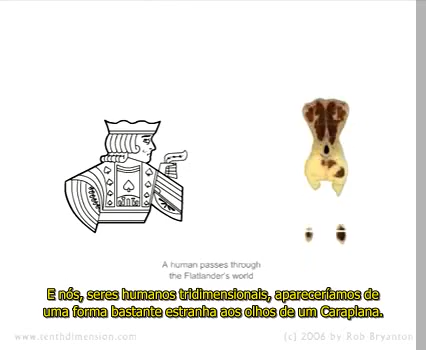 A human passes through
the Flatlander's world
E nós, seres humanos tridimensionais, apareceríamos de
uma forma bastante estranha aos olhos de um Caraplana.
www.tenthdimension.com
(c) 2006 by Rob Bryanton